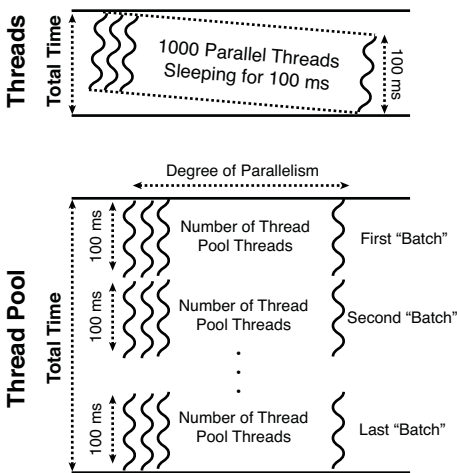 Threads
Total Time
1000 Parallel Threads
Sleeping for 100 ms
100 ms
Degree of Parallelism
Thread Pool
Total Time
100 ms
Number of Thread
Pool Threads
First “Batch”
100 ms
Number of Thread
Pool Threads
Second “Batch”
100 ms
Number of Thread
Pool Threads
Last “Batch”